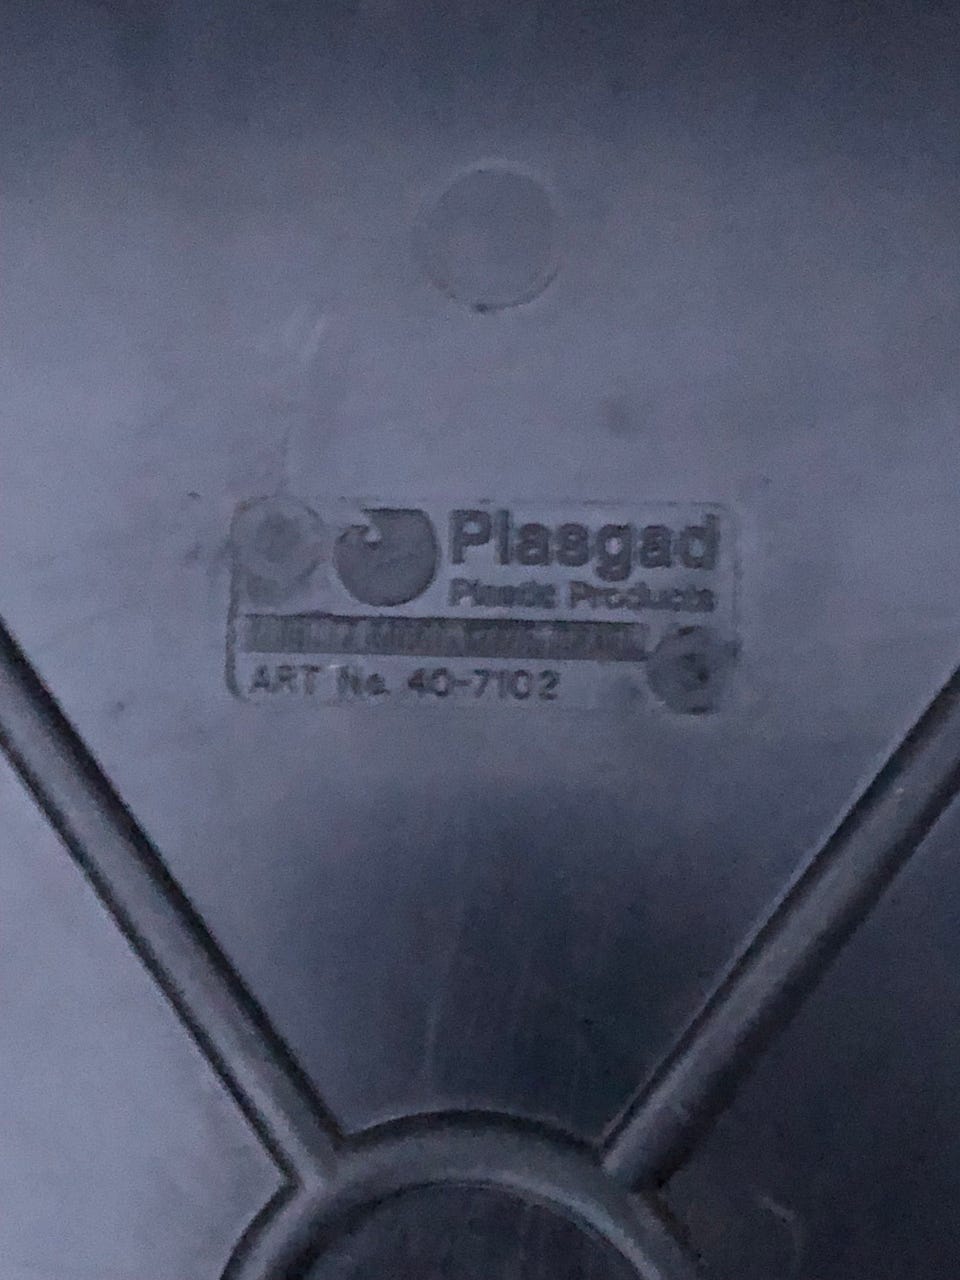 Plasgad
Plastic Products
ART No. 40-7102